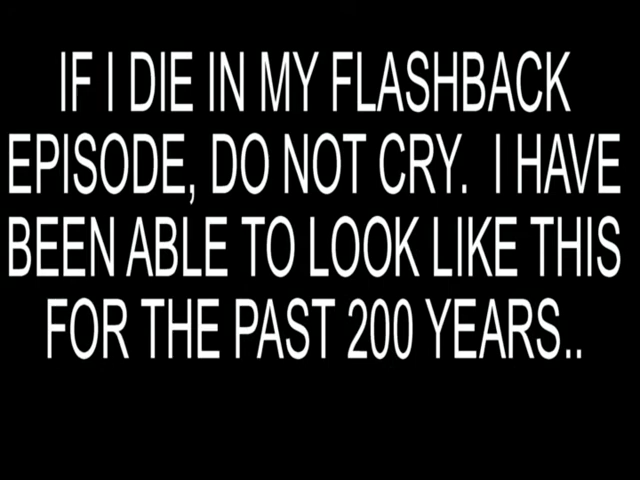 IF I DIE IN MY FLASHBACK
EPISODE, DO NOT CRY.  I HAVE
BEEN ABLE TO LOOK LIKE THIS
FOR THE PAST 200 YEARS..